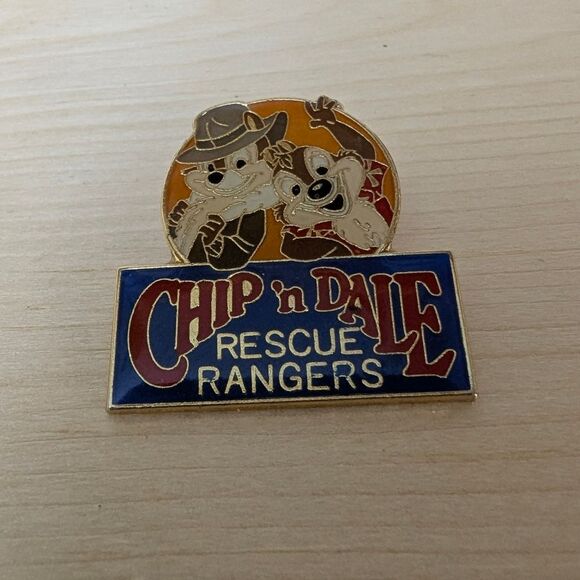 CHIP 'n DALE
RESCUE
RANGERS